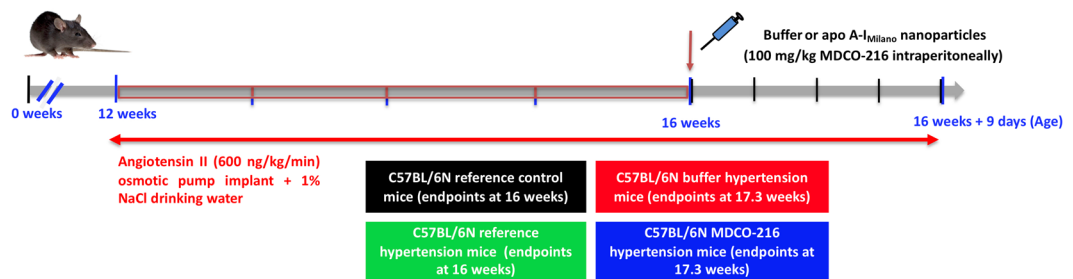 Buffer or apo A-I Milano nanoparticles
(100 mg/kg MDCO-216 intraperitoneally)
0 weeks
12 weeks
16 weeks
16 weeks + 9 days (Age)
Angiotensin II (600 ng/kg/min)
osmotic pump implant + 1%
NaCl drinking water
C57BL/6N reference control
mice (endpoints at 16 weeks)
C57BL/6N buffer hypertension
mice (endpoints at 17.3 weeks)
C57BL/6N reference
hypertension mice (endpoints
at 16 weeks)
C57BL/6N MDCO-216
hypertension mice (endpoints at
17.3 weeks)